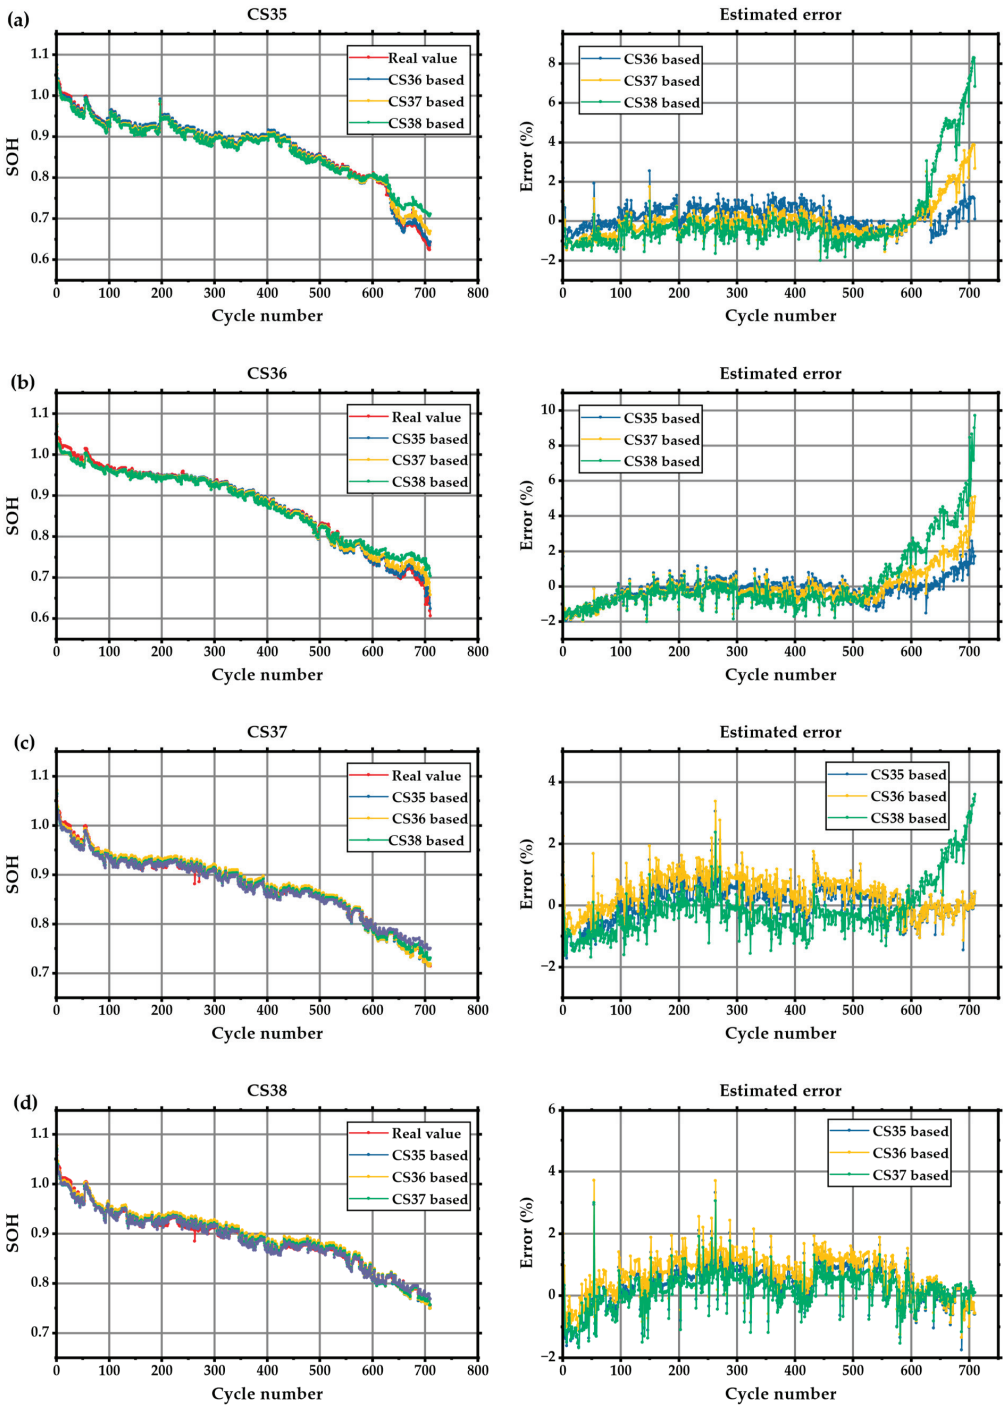 (a)
CS35
Estimated error
SOH
1.1
1.0
0.9
0.8
0.7
0.6
Real value
CS36 based
CS37 based
CS38 based
0 100 200 300 400 500 600 700 800
Cycle number
Error (%)
8
6
4
2
0
−2
CS36 based
CS37 based
CS38 based
0 100 200 300 400 500 600 700
Cycle number
(b)
CS36
Estimated error
SOH
1.1
1.0
0.9
0.8
0.7
0.6
Real value
CS35 based
CS37 based
CS38 based
0 100 200 300 400 500 600 700 800
Cycle number
Error (%)
10
8
6
4
2
0
−2
CS35 based
CS37 based
CS38 based
0 100 200 300 400 500 600 700
Cycle number
(c)
CS37
Estimated error
SOH
1.1
1.0
0.9
0.8
0.7
Real value
CS35 based
CS36 based
CS38 based
0 100 200 300 400 500 600 700 800
Cycle number
Error (%)
4
2
0
−2
CS35 based
CS36 based
CS38 based
0 100 200 300 400 500 600 700
Cycle number
(d)
CS38
Estimated error
SOH
1.1
1.0
0.9
0.8
0.7
Real value
CS35 based
CS36 based
CS37 based
0 100 200 300 400 500 600 700 800
Cycle number
Error (%)
6
4
2
0
−2
CS35 based
CS36 based
CS37 based
0 100 200 300 400 500 600 700
Cycle number